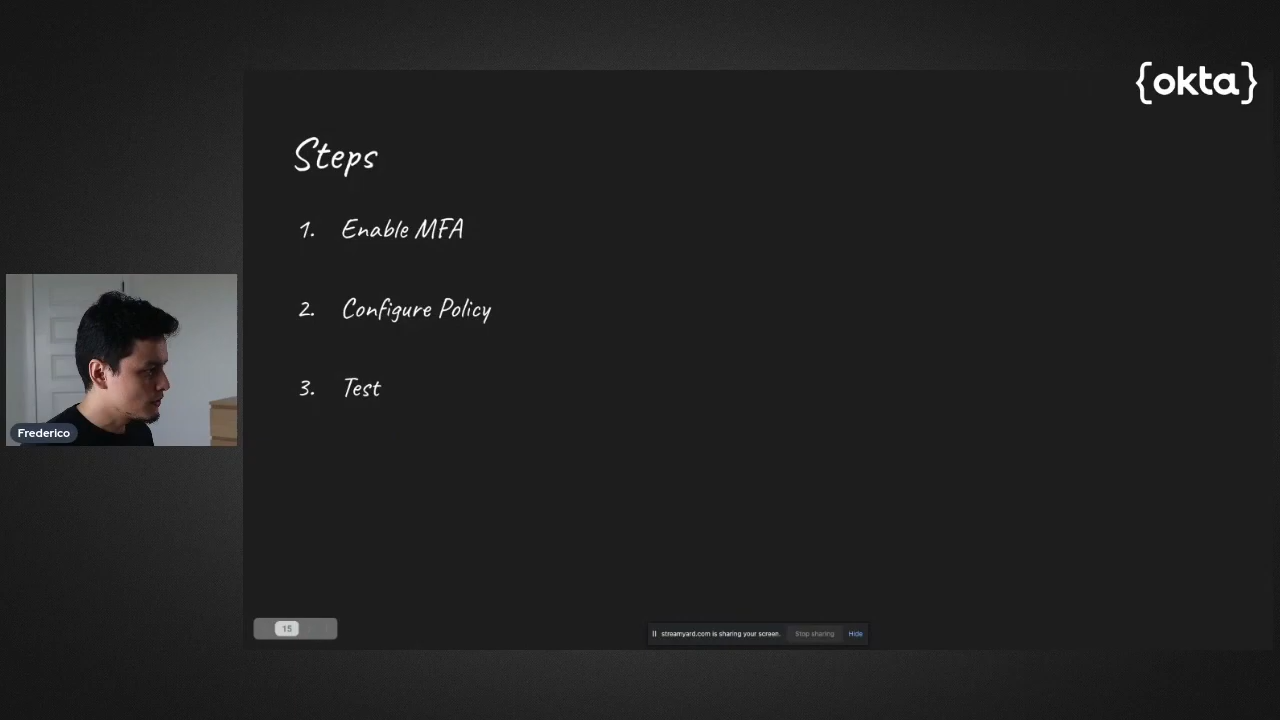 {okta}
Steps
1. Enable MFA
2. Configure Policy
3. Test
Frederico
15
streamyard.com is sharing your screen. Stop sharing Hide